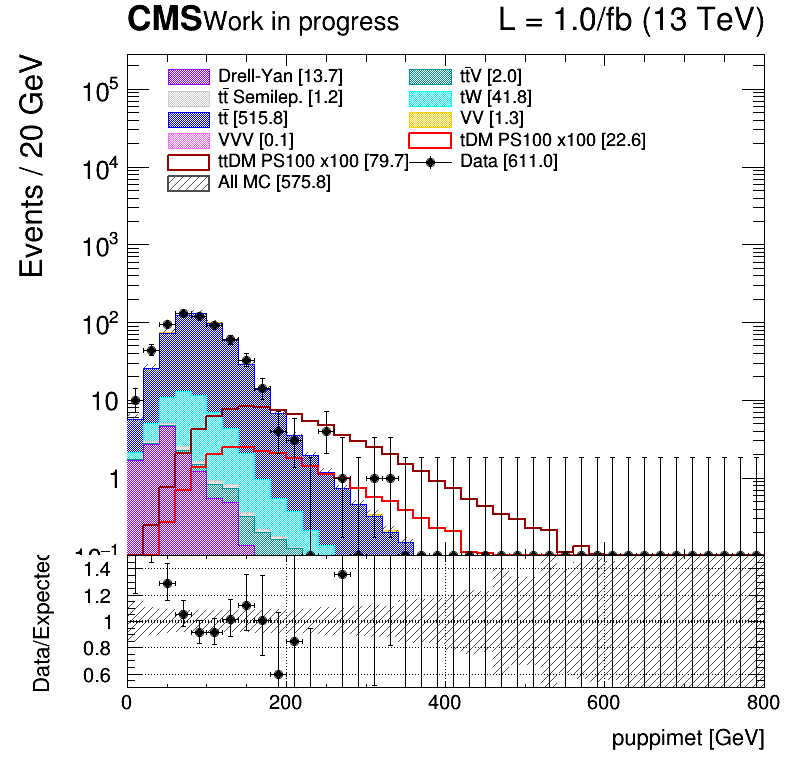 CMS Work in progress L = 1.0/fb (13 TeV)
Events / 20 GeV
Drell-Yan [13.7] tt̄V [2.0]
tt̄ Semilep. [1.2] tW [41.8]
tt̄ [515.8] VV [1.3]
VVV [0.1] tDM PS100 x100 [22.6]
ttDM PS100 x100 [79.7] Data [611.0]
All MC [575.8]
10⁵
10⁴
10³
10²
10
1
10⁻¹
Data/Expected
1.4
1.2
1
0.8
0.6
0 200 400 600 800
puppimet [GeV]